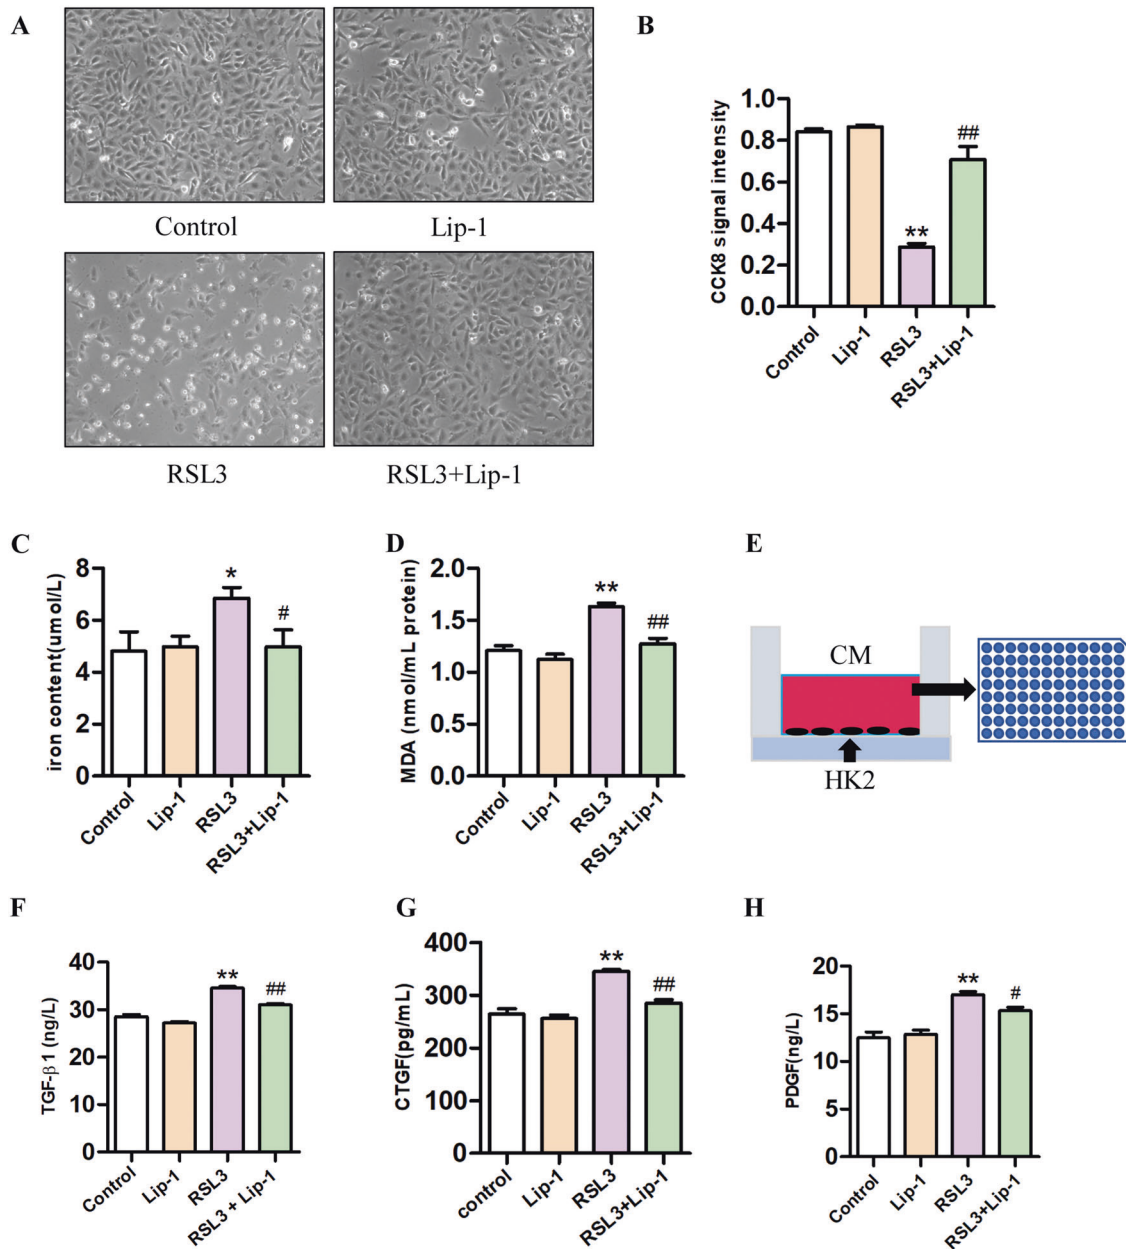 A
Control
Lip-1
RSL3
RSL3+Lip-1
B
CCK8 signal intensity
1.0
0.8
0.6
0.4
0.2
0.0
**
##
Control
Lip-1
RSL3
RSL3+Lip-1
C
iron content(umol/L)
8
6
4
2
0
*
#
Control
Lip-1
RSL3
RSL3+Lip-1
D
MDA (nmol/mL protein)
2.0
1.5
1.0
0.5
0.0
**
##
Control
Lip-1
RSL3
RSL3+Lip-1
E
CM
HK2
F
TGF-β 1 (ng/L)
40
30
20
10
0
**
##
Control
Lip-1
RSL3
RSL3 + Lip-1
G
CTGF(pg/mL)
400
300
200
100
0
**
##
control
Lip-1
RSL3
RSL3+Lip-1
H
PDGF(ng/L)
20
15
10
5
0
**
#
Control
Lip-1
RSL3
RSL3+Lip-1